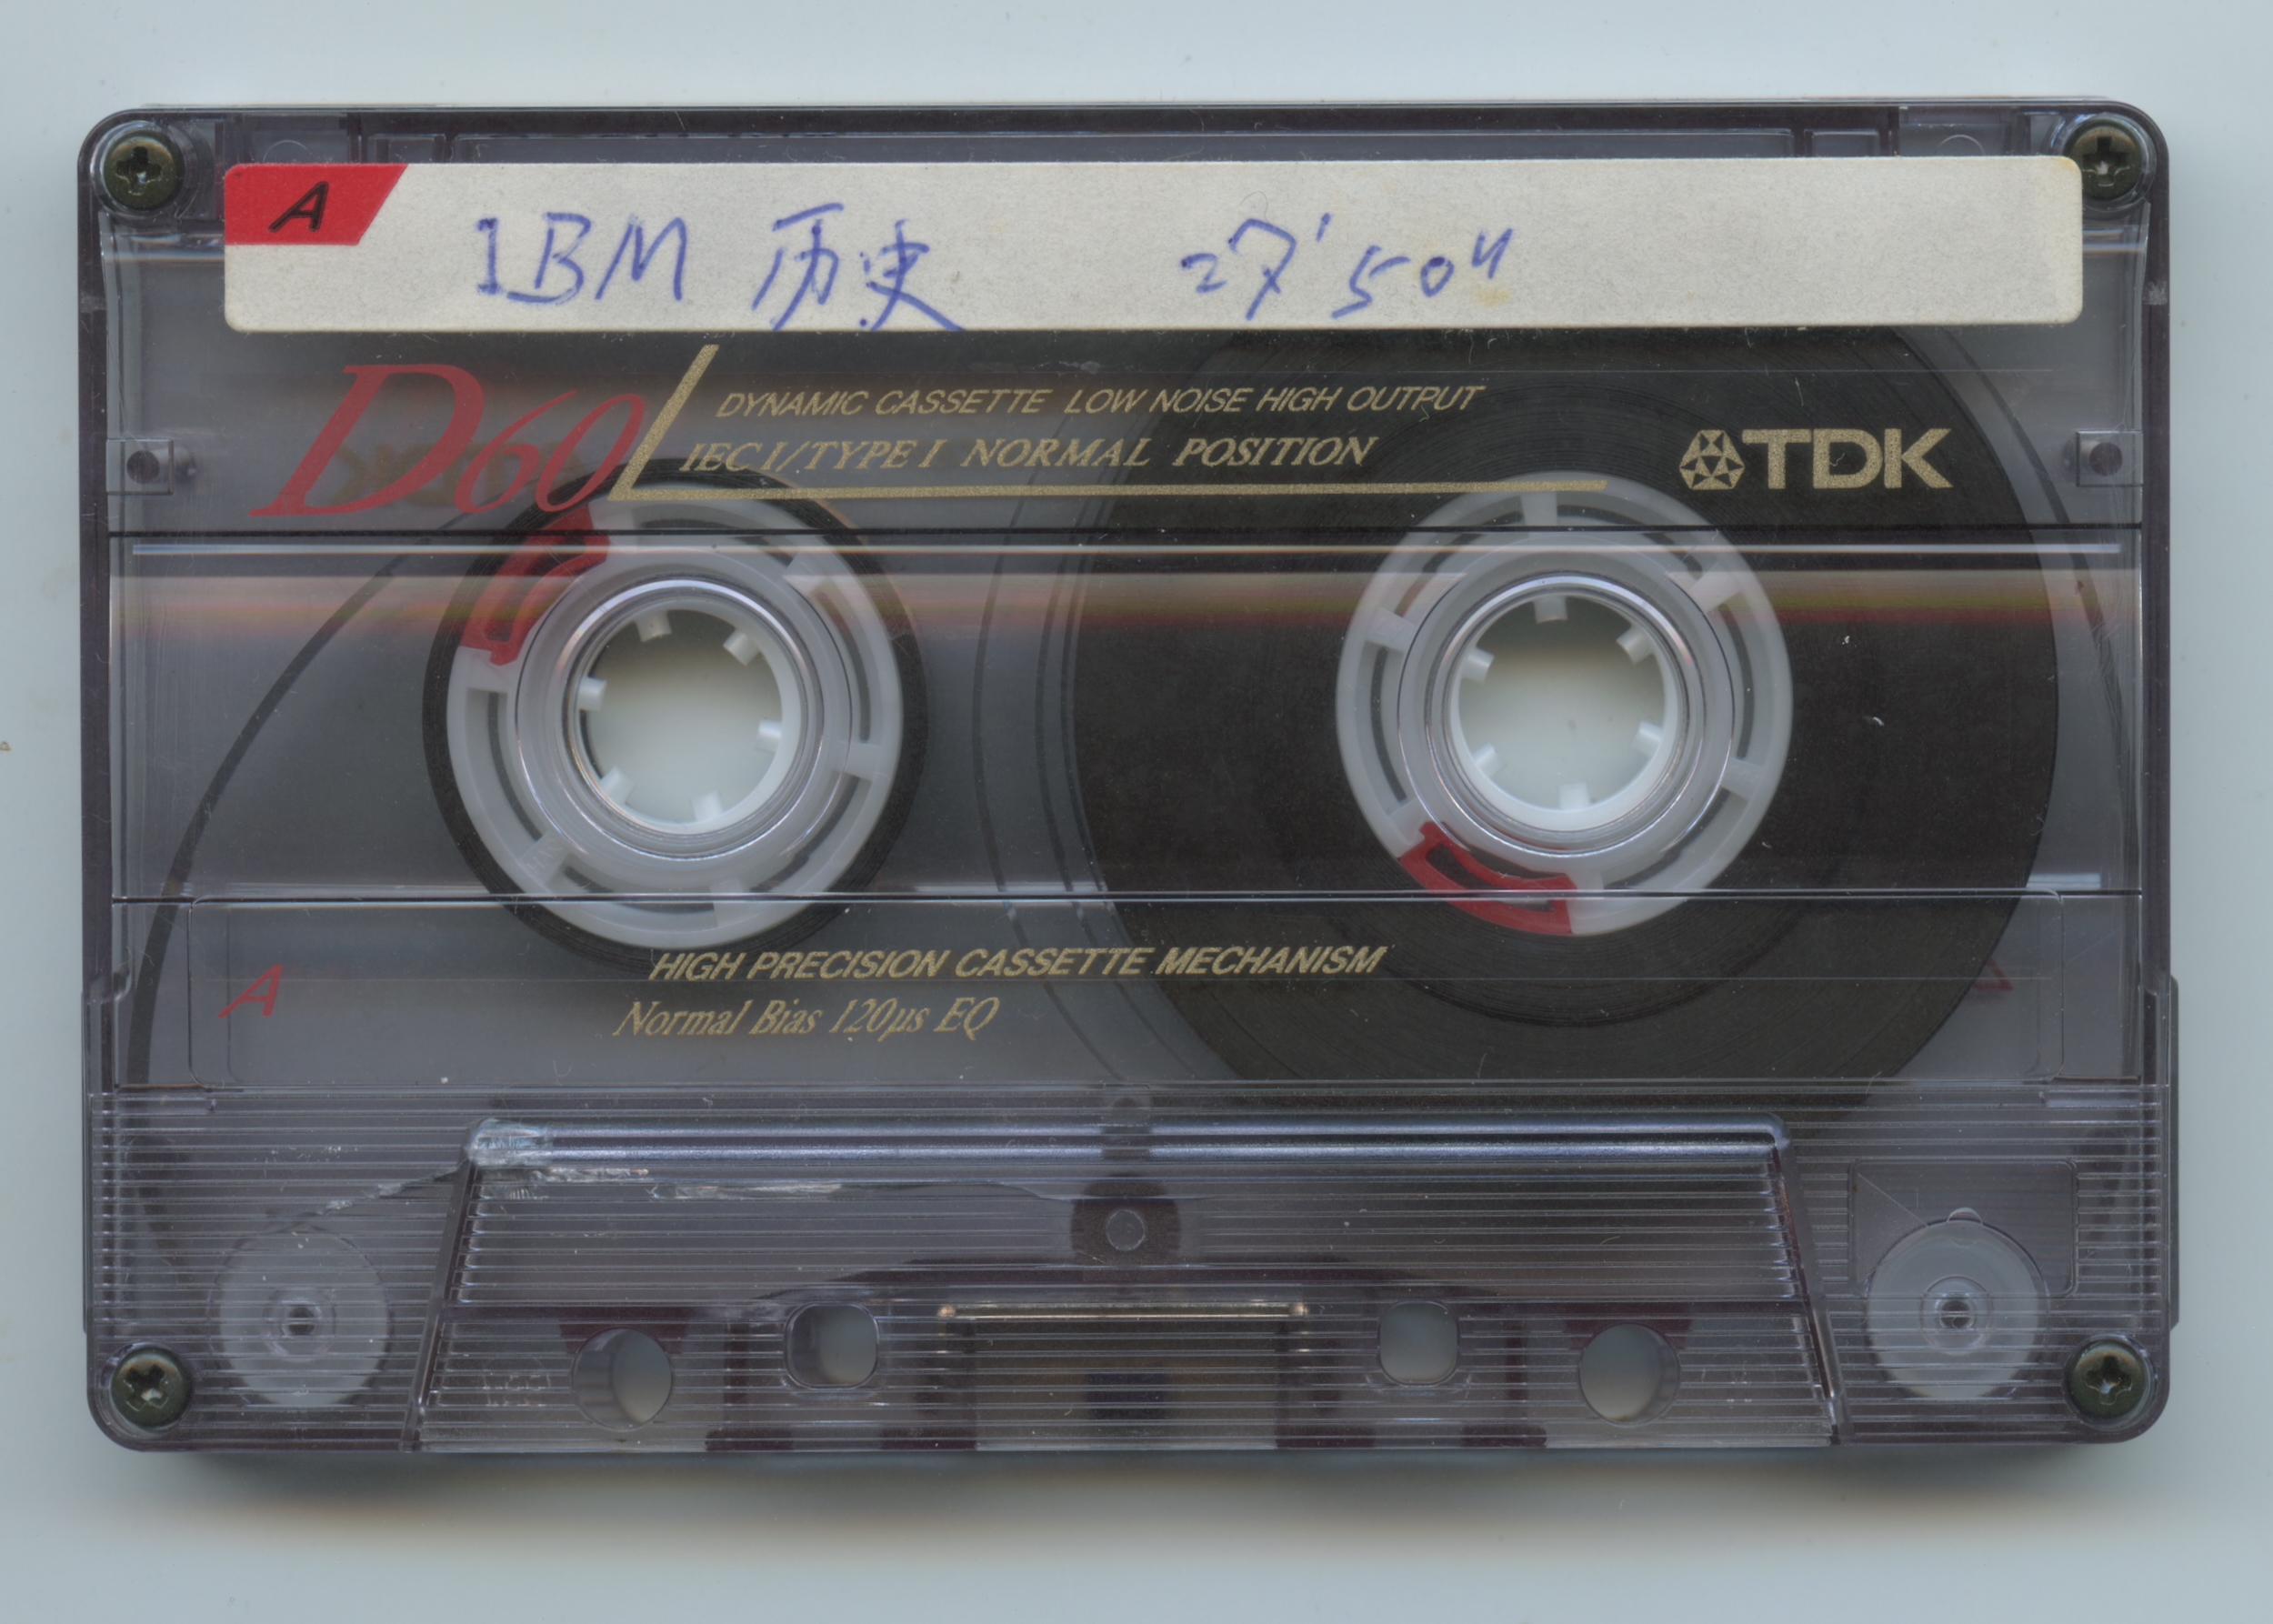 A
IBM 历史 27'50"
D60
DYNAMIC CASSETTE LOW NOISE HIGH OUTPUT
IEC I/TYPE I NORMAL POSITION
TDK
HIGH PRECISION CASSETTE MECHANISM
A
Normal Bias 120µs EQ